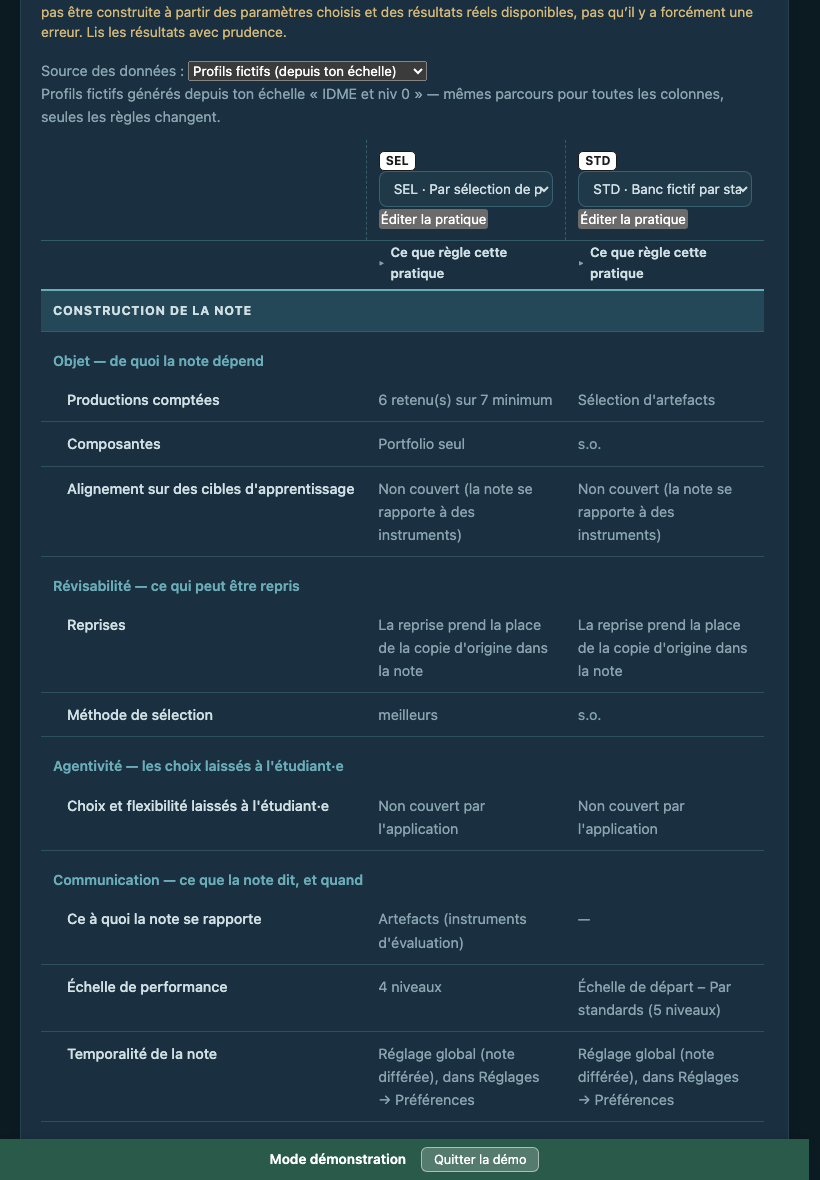 pas être construite à partir des paramètres choisis et des résultats réels disponibles, pas qu'il y a forcément une
erreur. Lis les résultats avec prudence.
Source des données : Profils fictifs (depuis ton échelle)
Profils fictifs générés depuis ton échelle « IDME et niv 0 » — mêmes parcours pour toutes les colonnes,
seules les règles changent.
SEL
STD
SEL · Par sélection de p
STD · Banc fictif par sta
Éditer la pratique
Éditer la pratique
Ce que règle cette
pratique
Ce que règle cette
pratique
CONSTRUCTION DE LA NOTE
Objet — de quoi la note dépend
Productions comptées
6 retenu(s) sur 7 minimum
Sélection d'artefacts
Composantes
Portfolio seul
s.o.
Alignement sur des cibles d'apprentissage
Non couvert (la note se
rapporte à des
instruments)
Non couvert (la note se
rapporte à des
instruments)
Révisabilité — ce qui peut être repris
Reprises
La reprise prend la place
de la copie d'origine dans
la note
La reprise prend la place
de la copie d'origine dans
la note
Méthode de sélection
meilleurs
s.o.
Agentivité — les choix laissés à l'étudiant·e
Choix et flexibilité laissés à l'étudiant·e
Non couvert par
l'application
Non couvert par
l'application
Communication — ce que la note dit, et quand
Ce à quoi la note se rapporte
Artefacts (instruments
d'évaluation)
—
Échelle de performance
4 niveaux
Échelle de départ – Par
standards (5 niveaux)
Temporalité de la note
Réglage global (note
différée), dans Réglages
→ Préférences
Réglage global (note
différée), dans Réglages
→ Préférences
Mode démonstration
Quitter la démo